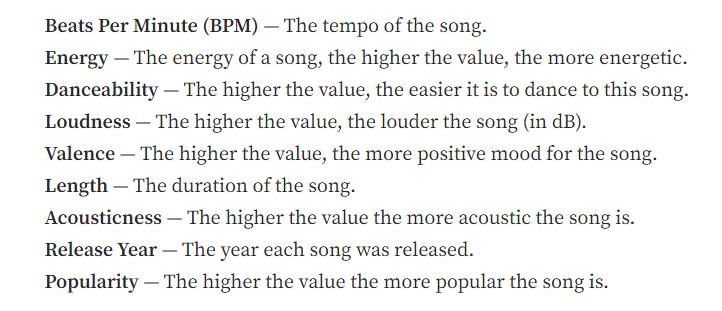 Beats Per Minute (BPM) — The tempo of the song.
Energy — The energy of a song, the higher the value, the more energetic.
Danceability — The higher the value, the easier it is to dance to this song.
Loudness — The higher the value, the louder the song (in dB).
Valence — The higher the value, the more positive mood for the song.
Length — The duration of the song.
Acousticness — The higher the value the more acoustic the song is.
Release Year — The year each song was released.
Popularity — The higher the value the more popular the song is.